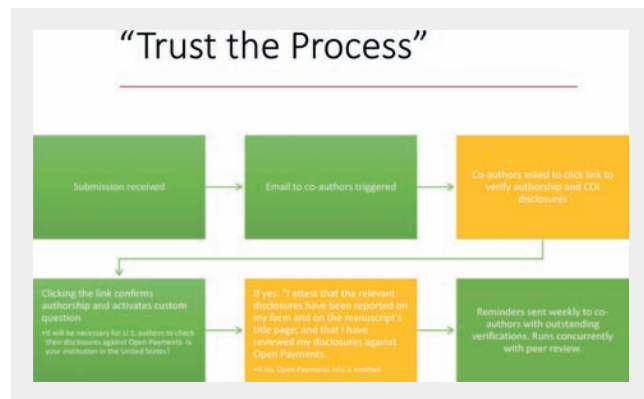 “Trust the Process”
Submission received
Email to co-authors triggered
Co-authors asked to click link to
verify authorship and COI
disclosures
Clicking the link confirms
authorship and activates custom
question
•It will be necessary for U.S. authors to check
their disclosures against Open Payments. Is
your institution in the United States?
If yes: "I attest that the relevant
disclosures have been reported on
my form and on the manuscript's
title page; and that I have
reviewed my disclosures against
Open Payments.
•If no, Open Payments info is omitted.
Reminders sent weekly to co-
authors with outstanding
verifications. Runs concurrently
with peer review.